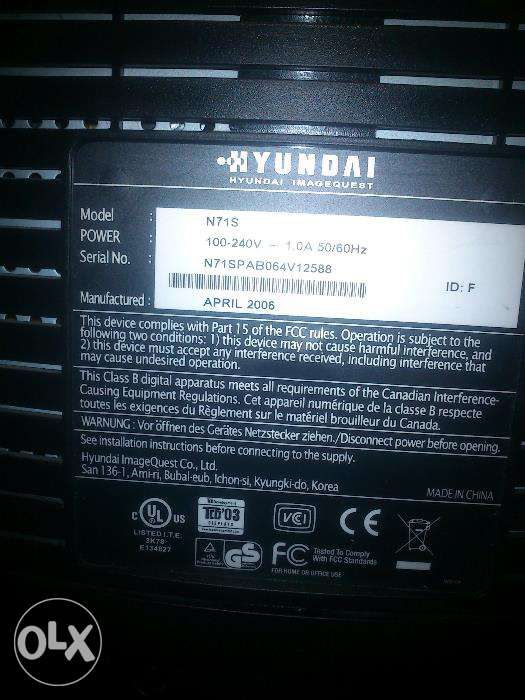 HYUNDAI
HYUNDAI IMAGEQUEST
Model : N71S
POWER : 100-240V ~ 1.0A 50/60Hz
Serial No. : N71SPAB064V12588
ID: F
Manufactured : APRIL 2006
This device complies with Part 15 of the FCC rules. Operation is subject to the
following two conditions: 1) this device may not cause harmful interference, and
2) this device must accept any interference received, including interference that
may cause undesired operation.
This Class B digital apparatus meets all requirements of the Canadian Interference-
Causing Equipment Regulations. Cet appareil numérique de la classe B respecte
toutes les exigences du Règlement sur le matériel brouilleur du Canada.
WARNUNG : Vor öffnen des Gerätes Netzstecker ziehen./Disconnect power before opening.
See installation instructions before connecting to the supply.
Hyundai ImageQuest Co., Ltd.
San 136-1, Ami-ri, Bubal-eub, Ichon-si, Kyungki-do, Korea
MADE IN CHINA
C UL US
LISTED I.T.E.
3K78
E134827
TCO'03
DISPLAYS
VCCI
CE
GS
FC
Tested To Comply
With FCC Standards
FOR HOME OR OFFICE USE
OLX